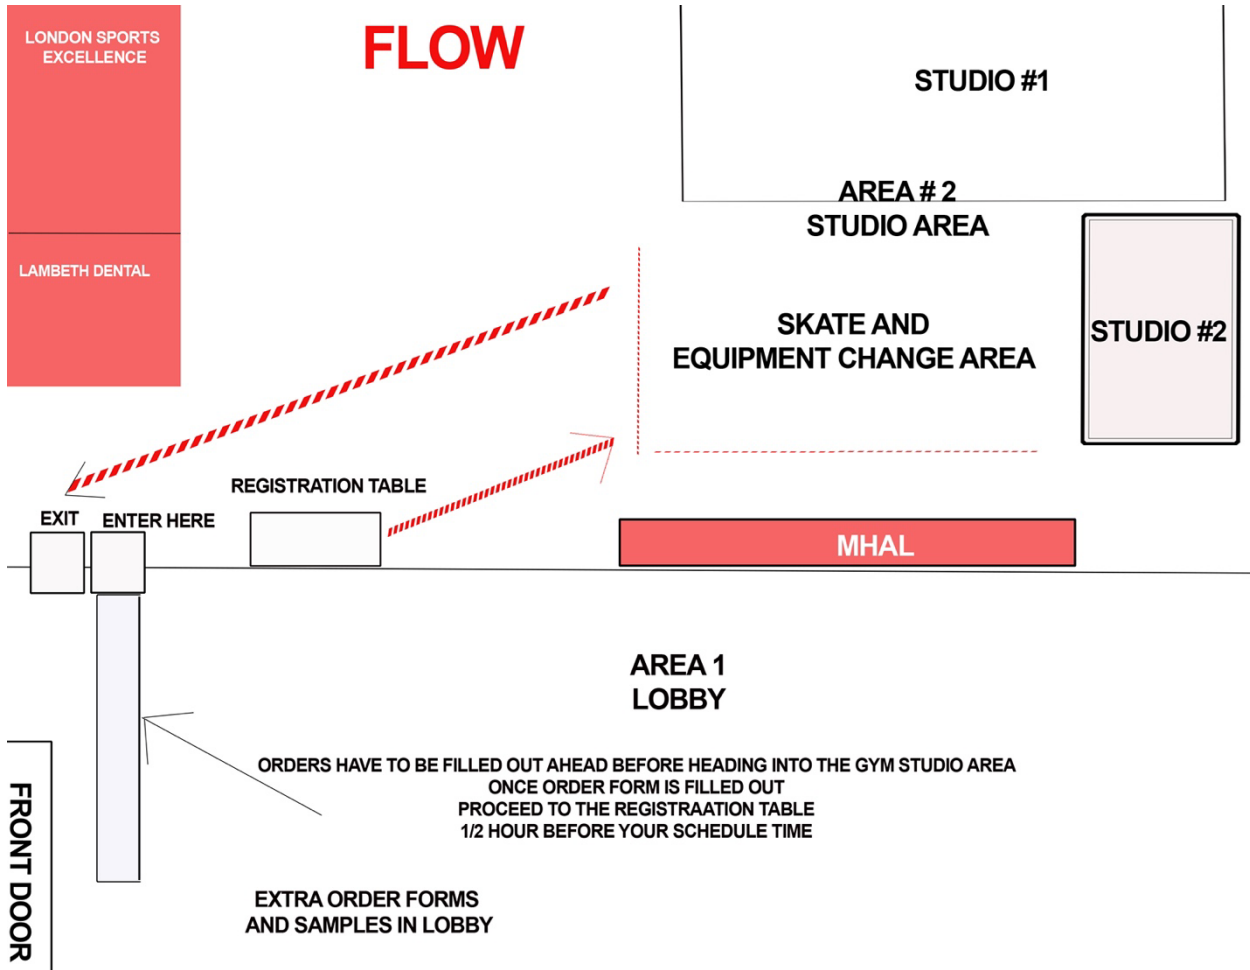 LONDON SPORTS
EXCELLENCE
FLOW
STUDIO #1
AREA # 2
STUDIO AREA
LAMBETH DENTAL
SKATE AND
EQUIPMENT CHANGE AREA
STUDIO #2
REGISTRATION TABLE
EXIT
ENTER HERE
MHAL
AREA 1
LOBBY
ORDERS HAVE TO BE FILLED OUT AHEAD BEFORE HEADING INTO THE GYM STUDIO AREA
ONCE ORDER FORM IS FILLED OUT
PROCEED TO THE REGISTRAATION TABLE
1/2 HOUR BEFORE YOUR SCHEDULE TIME
FRONT DOOR
EXTRA ORDER FORMS
AND SAMPLES IN LOBBY